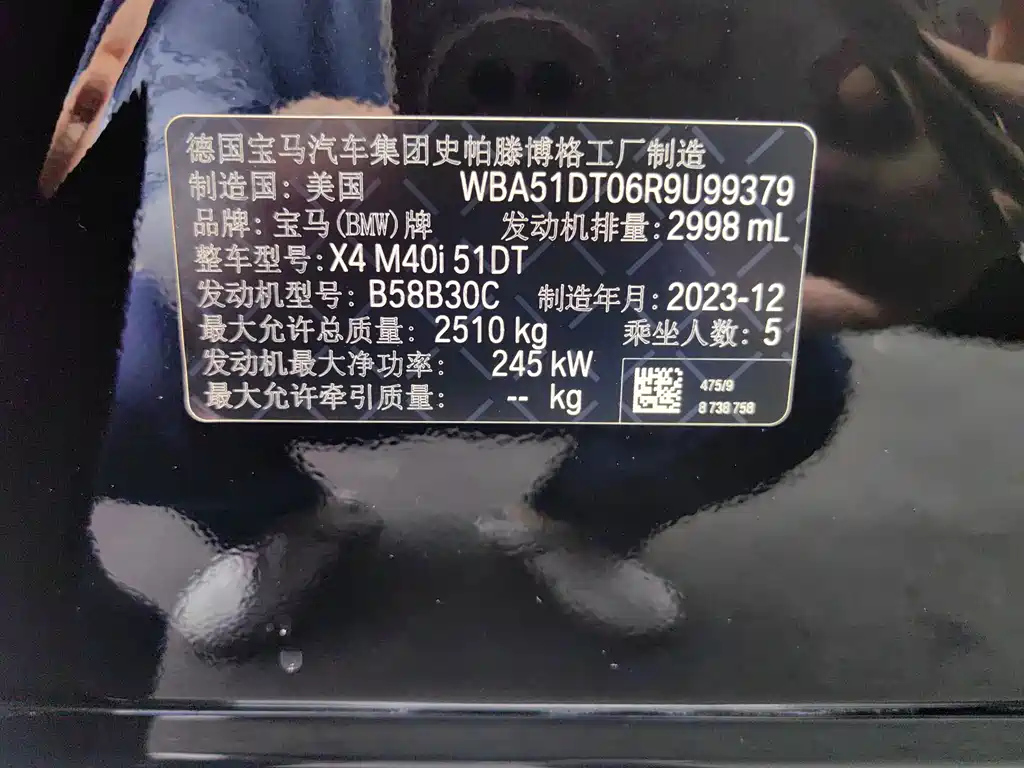 德国宝马汽车集团史帕滕博格工厂制造
制造国: 美国 WBA51DT06R9U99379
品牌: 宝马(BMW)牌 发动机排量: 2998 mL
整车型号: X4 M40i 51DT
发动机型号: B58B30C 制造年月: 2023-12
最大允许总质量: 2510 kg 乘坐人数: 5
发动机最大净功率: 245 kW
最大允许牵引质量: -- kg
475/9
8 738 758